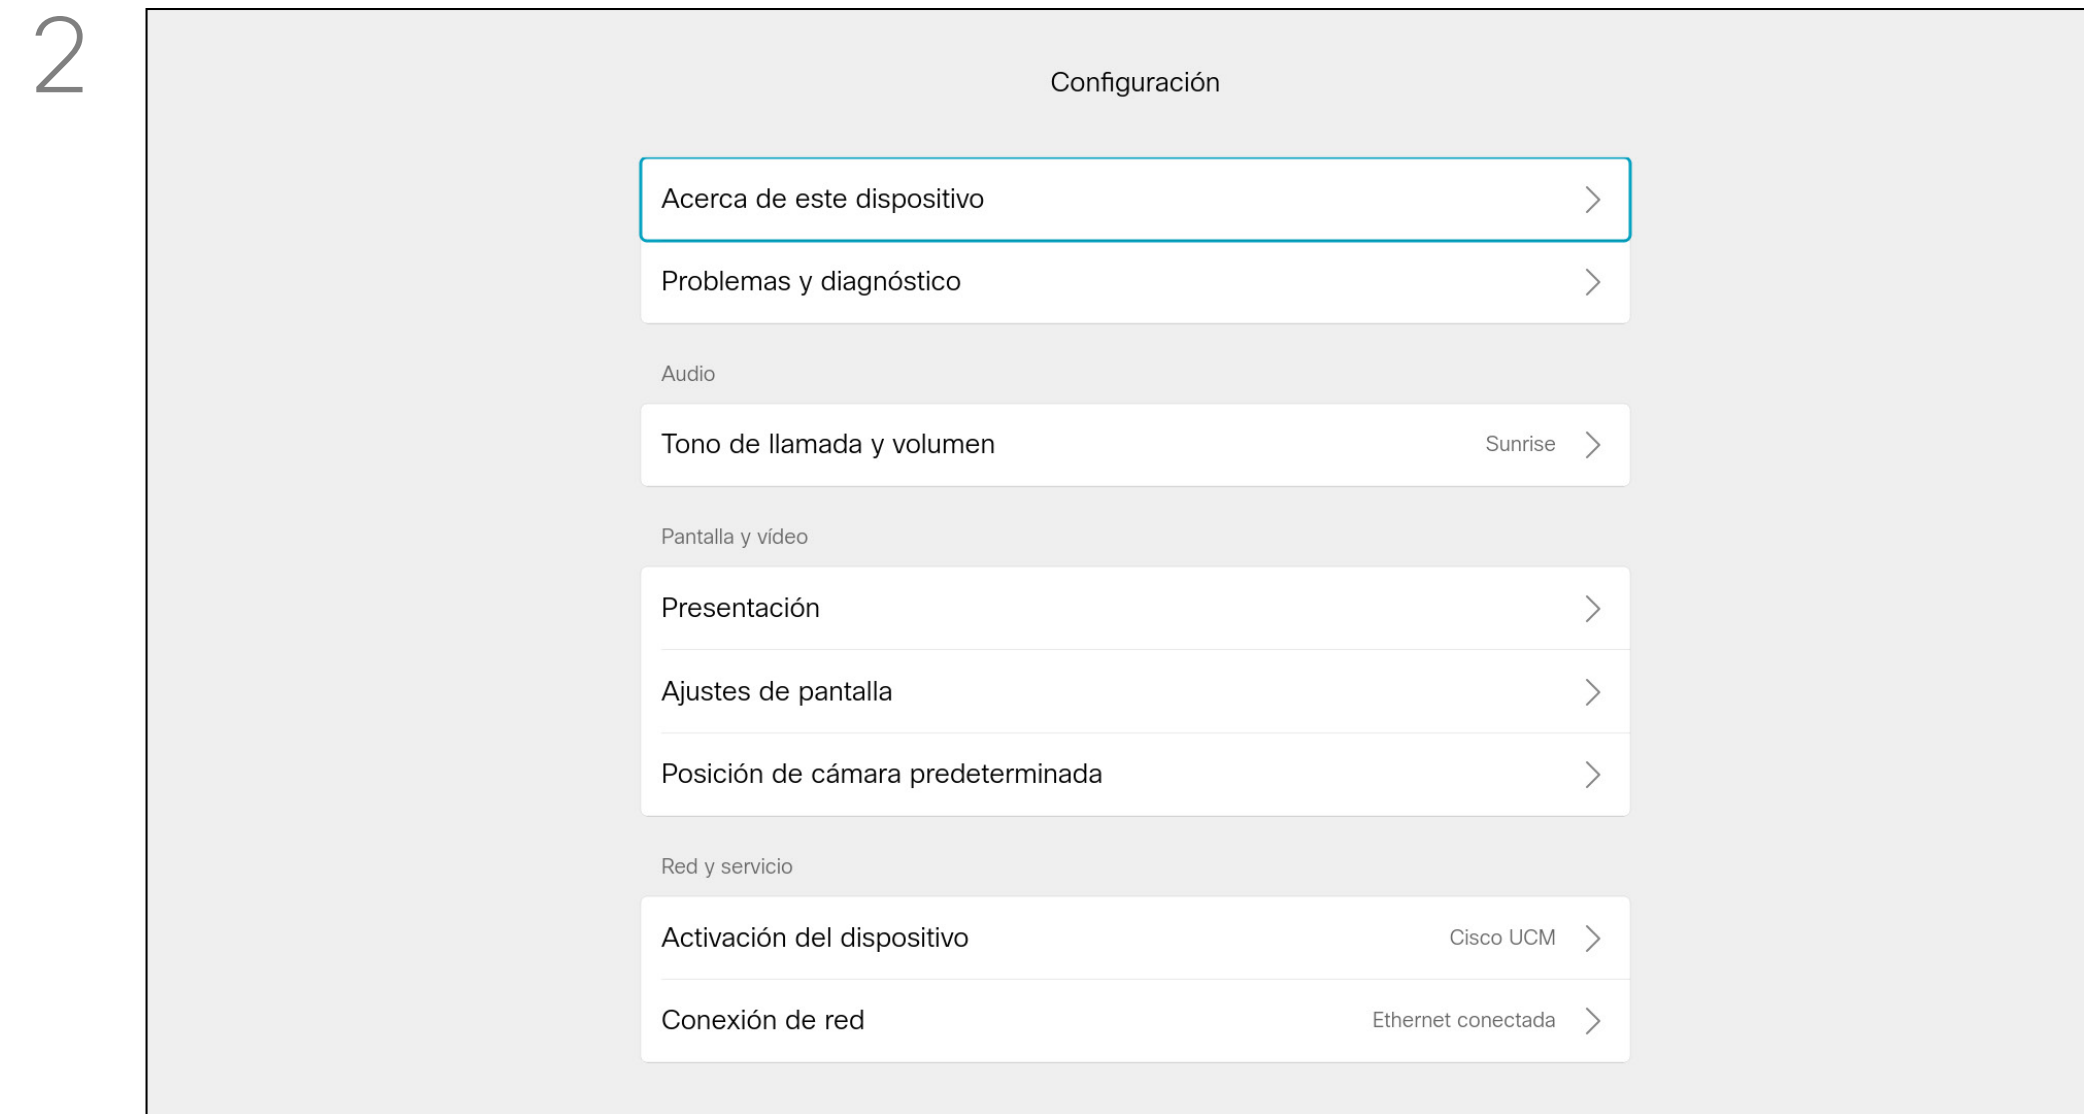 2
Configuración
Acerca de este dispositivo
Problemas y diagnóstico
Audio
Tono de llamada y volumen Sunrise
Pantalla y vídeo
Presentación
Ajustes de pantalla
Posición de cámara predeterminada
Red y servicio
Activación del dispositivo Cisco UCM
Conexión de red Ethernet conectada